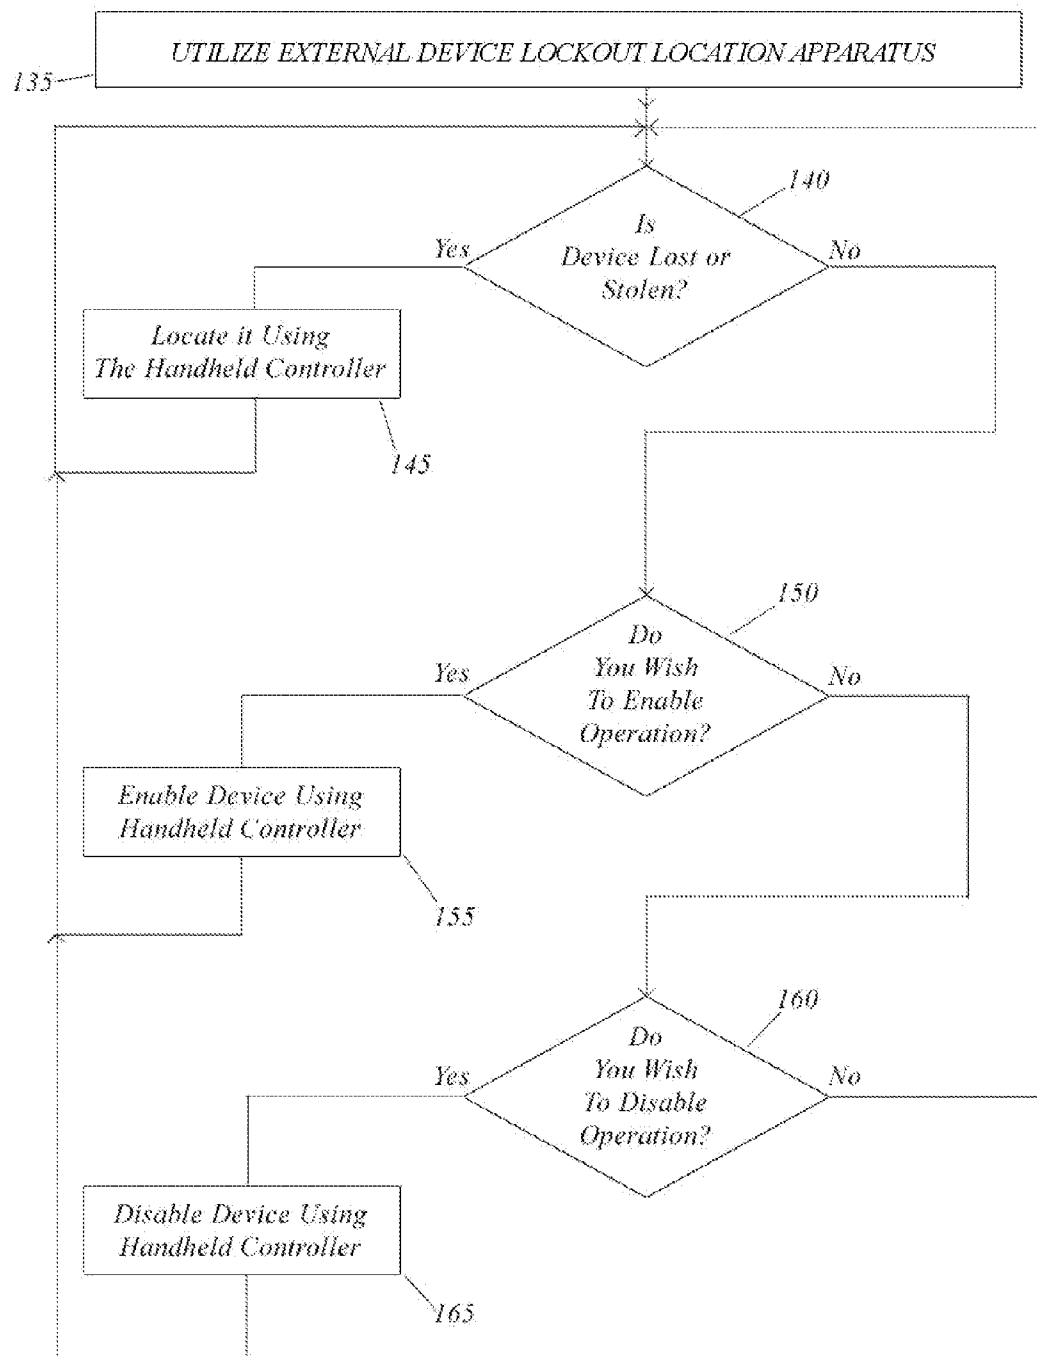 UTILIZE EXTERNAL DEVICE LOCKOUT LOCATION APPARATUS
135
140
Is
Device Lost or
Stolen?
Yes
No
Locate it Using
The Handheld Controller
145
150
Do
You Wish
To Enable
Operation?
Yes
No
Enable Device Using
Handheld Controller
155
160
Do
You Wish
To Disable
Operation?
Yes
No
Disable Device Using
Handheld Controller
165